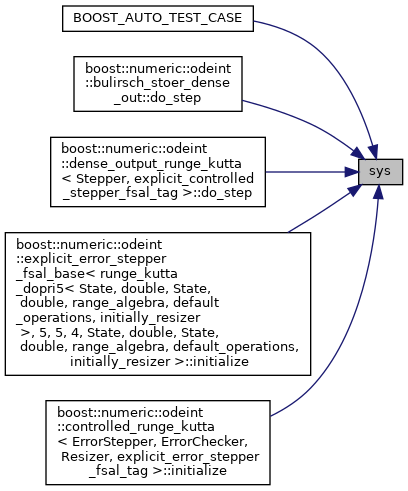 BOOST_AUTO_TEST_CASE
boost::numeric::odeint
::bulirsch_stoer_dense
_out::do_step
boost::numeric::odeint
::dense_output_runge_kutta
< Stepper, explicit_controlled
_stepper_fsal_tag >::do_step
sys
boost::numeric::odeint
::explicit_error_stepper
_fsal_base< runge_kutta
_dopri5< State, double, State,
double, range_algebra, default
_operations, initially_resizer
>, 5, 5, 4, State, double, State,
double, range_algebra, default_operations,
initially_resizer >::initialize
boost::numeric::odeint
::controlled_runge_kutta
< ErrorStepper, ErrorChecker,
Resizer, explicit_error_stepper
_fsal_tag >::initialize